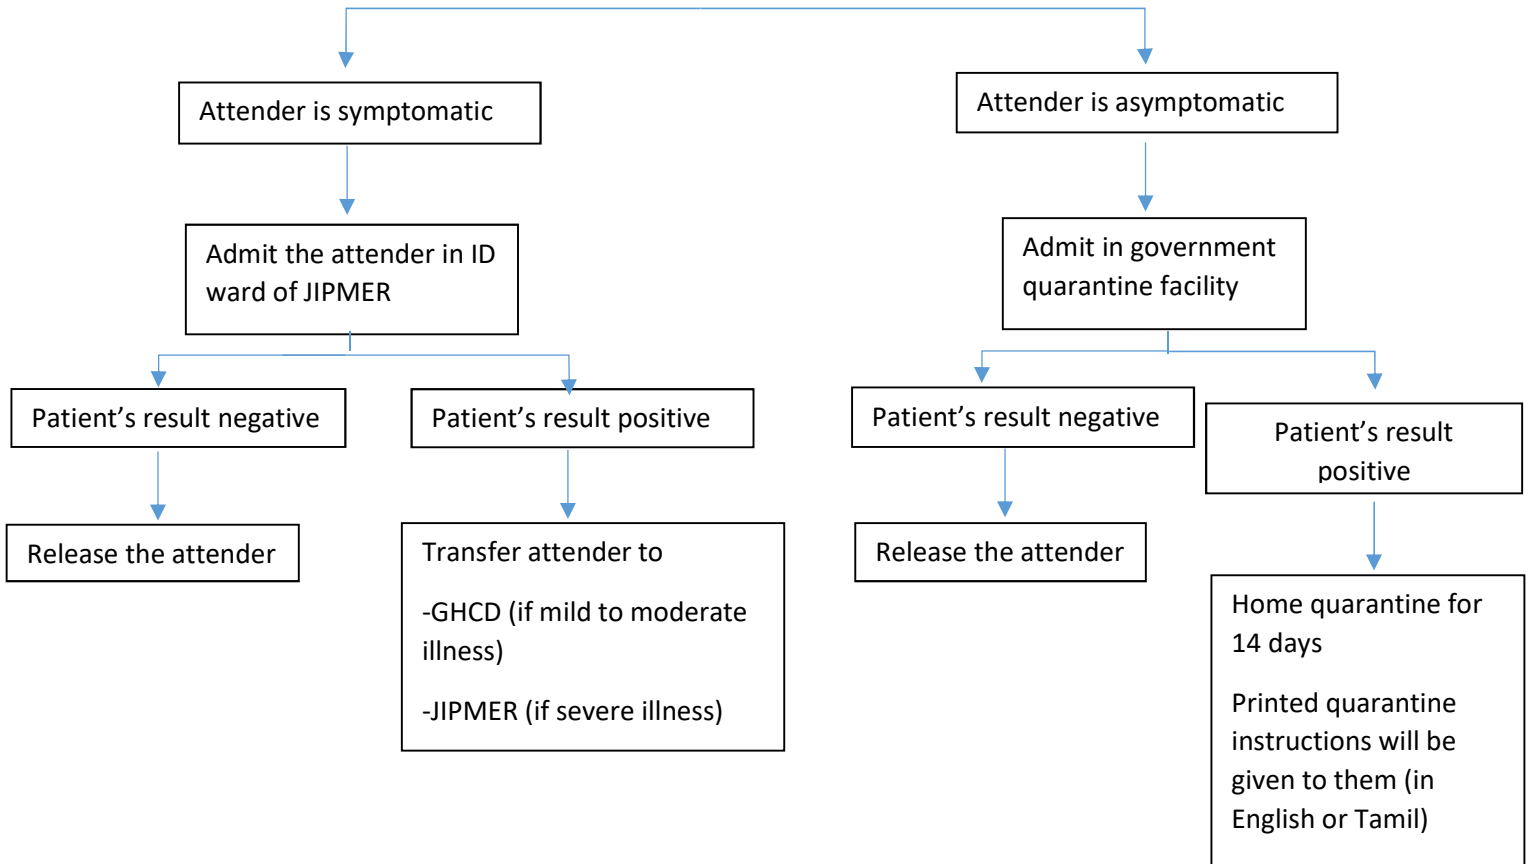 Attender is symptomatic
Attender is asymptomatic
Admit the attender in ID
ward of JIPMER
Admit in government
quarantine facility
Patient’s result negative
Patient’s result positive
Patient’s result negative
Patient’s result
positive
Release the attender
Transfer attender to
-GHCD (if mild to moderate
illness)
-JIPMER (if severe illness)
Release the attender
Home quarantine for
14 days
Printed quarantine
instructions will be
given to them (in
English or Tamil)